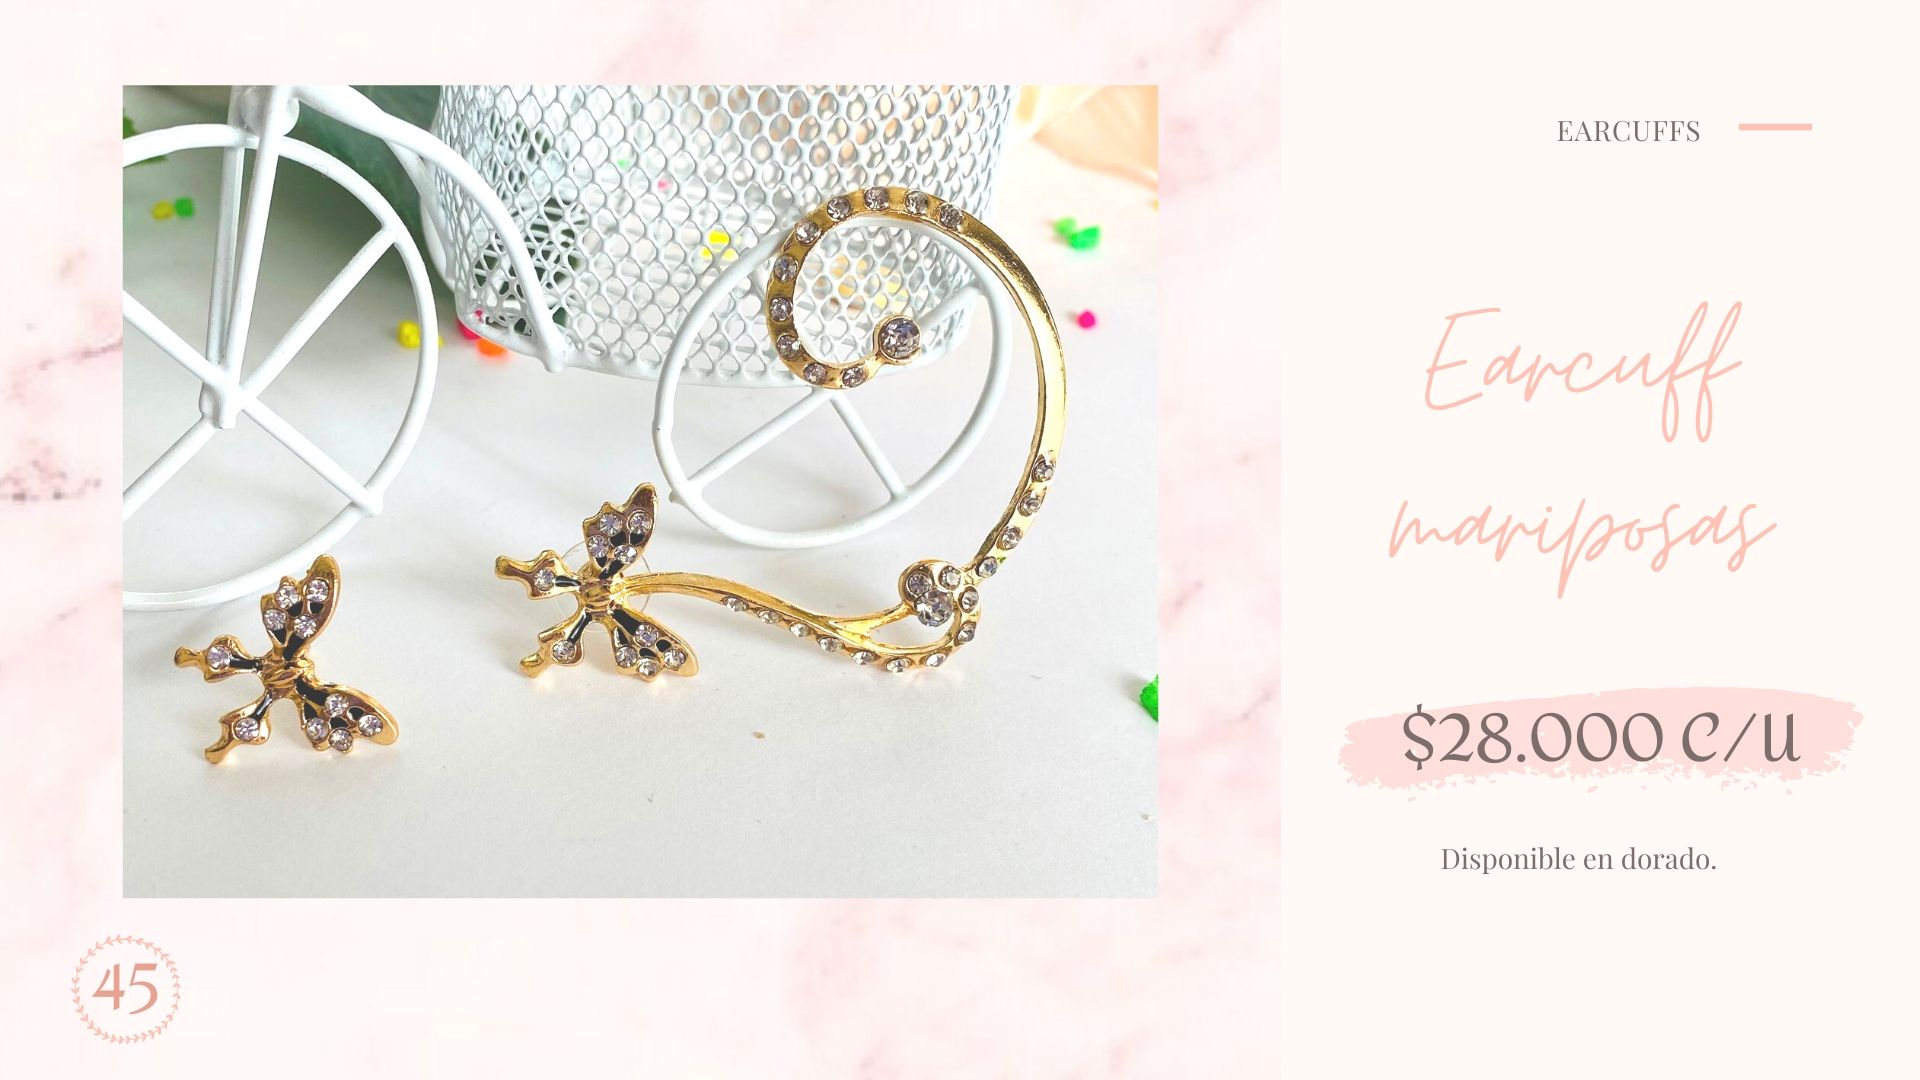 EARCUFFS
Earcuff
mariposas
$28.000 C/U
Disponible en dorado.
45